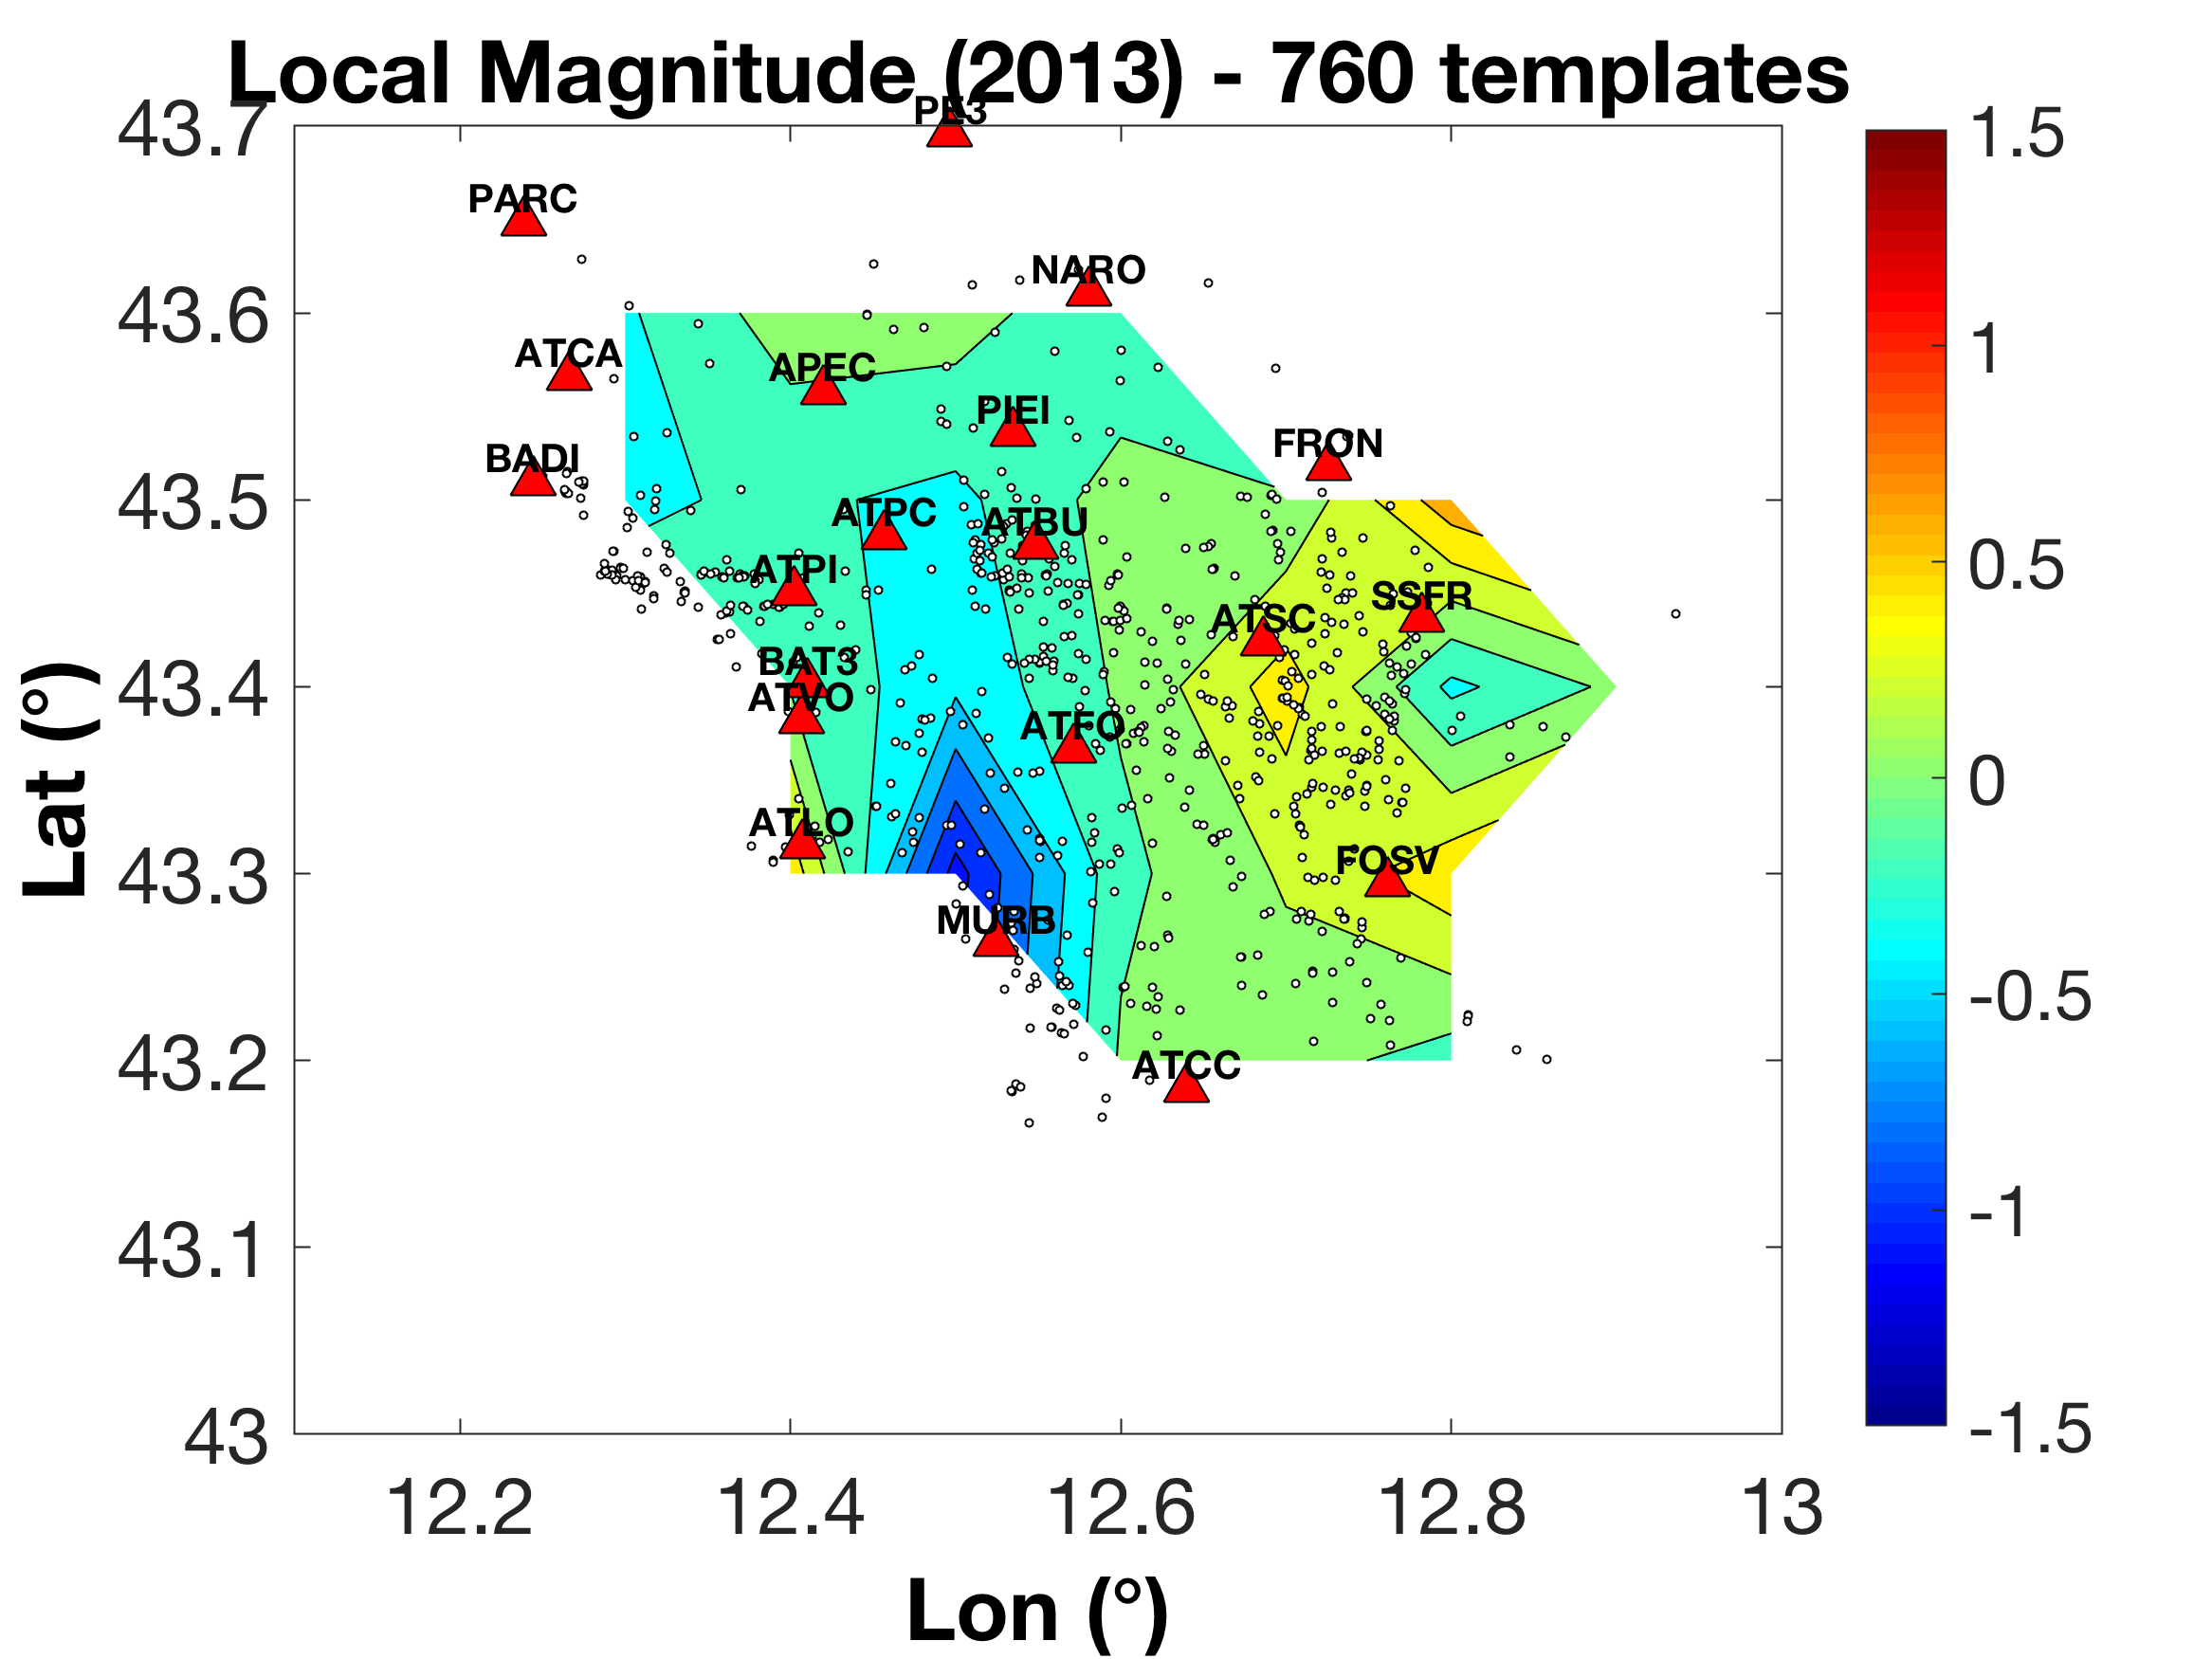 Local Magnitude (2013) - 760 templates
PE3
43.7
1.5
PARC
NARO
43.6
ATCA
1
APEC
PIEI
FRON
BADI
43.5
ATPC
ATBU
0.5
ATPI
SSFR
ATSC
BAT3
43.4
ATVO
ATFO
0
ATLO
43.3
FOSV
MURB
-0.5
43.2
ATCC
-1
43.1
43
-1.5
12.2
12.4
12.6
12.8
13
Lat (°)
Lon (°)